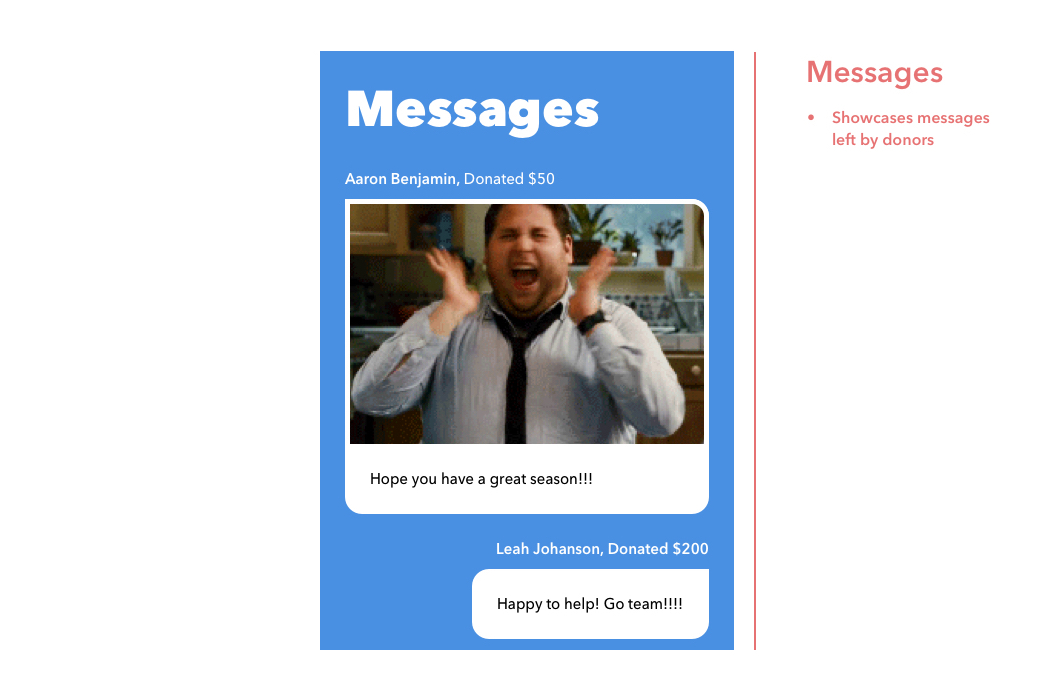 Messages
Aaron Benjamin, Donated $50
Hope you have a great season!!!
Leah Johanson, Donated $200
Happy to help! Go team!!!!
Messages
• Showcases messages
left by donors